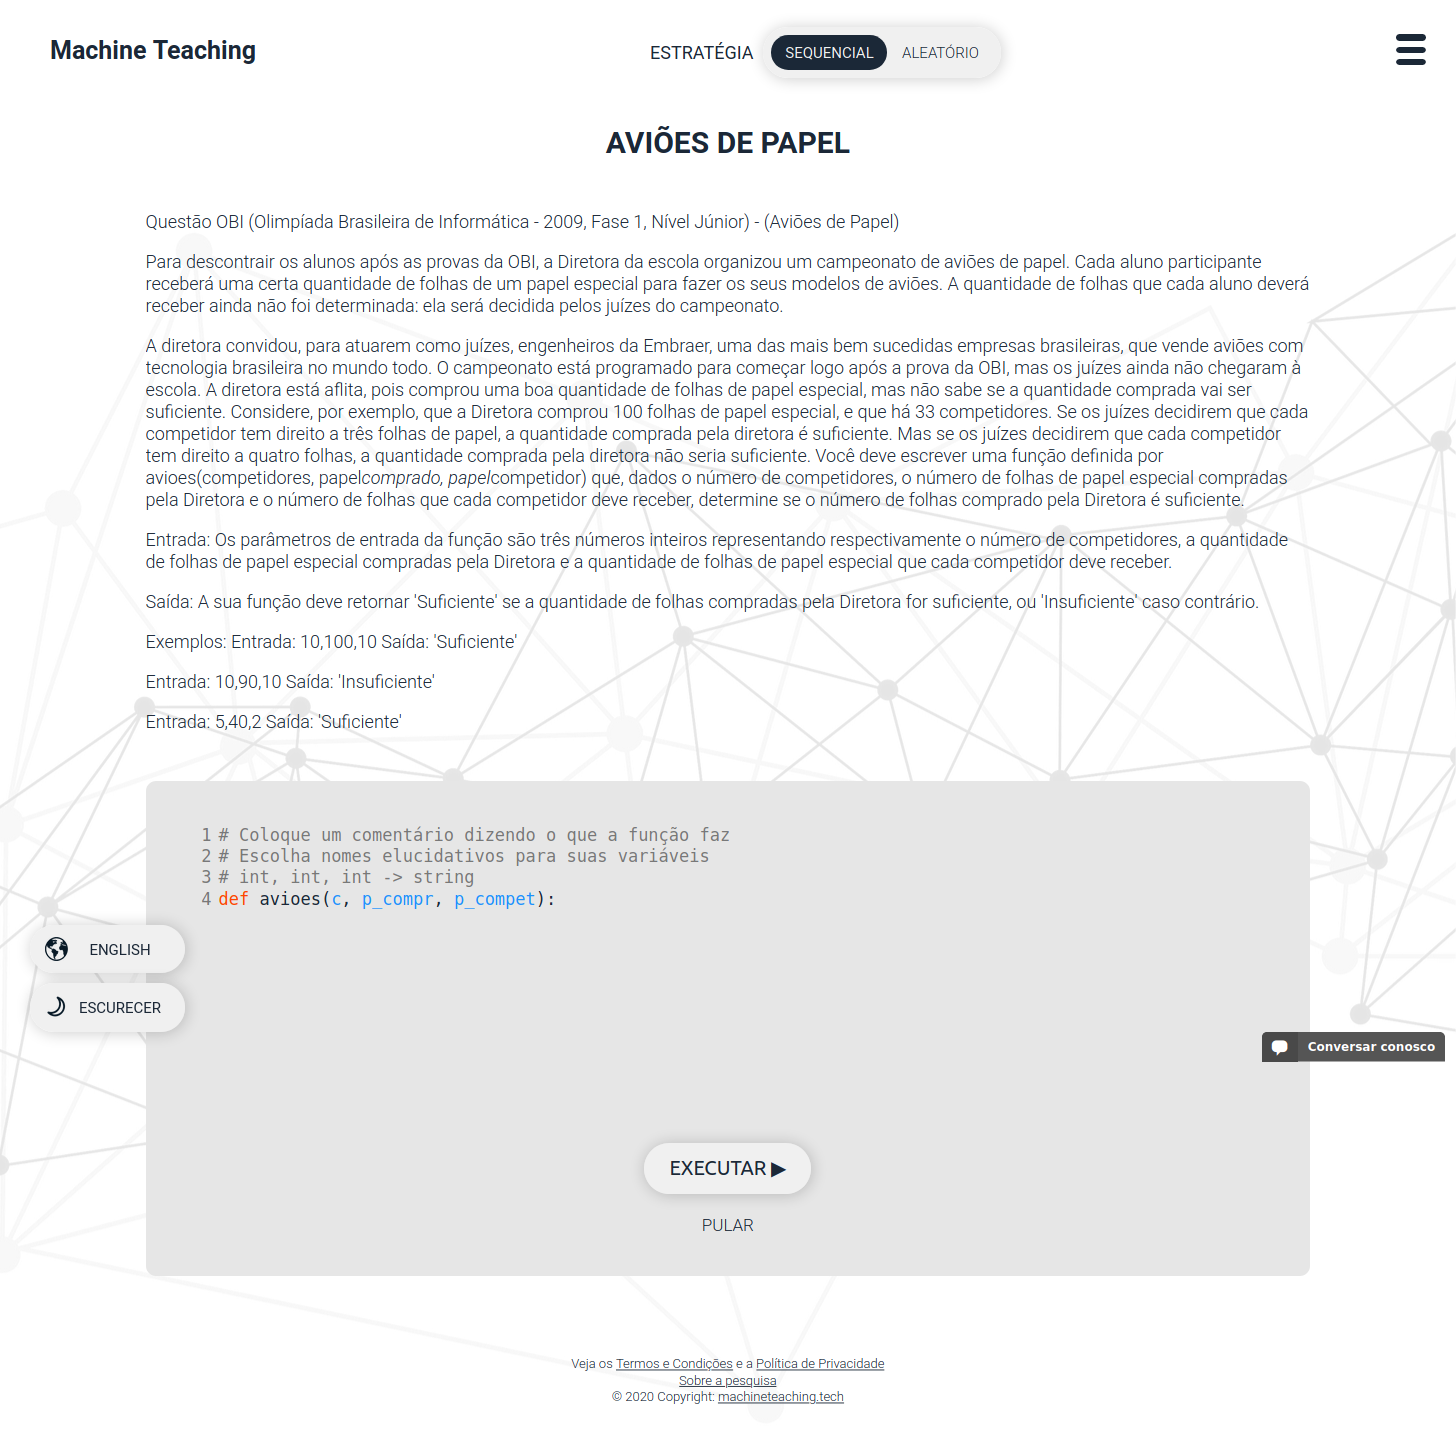 Machine Teaching
ESTRATÉGIA SEQUENCIAL ALEATÓRIO
AVIÕES DE PAPEL
Questão OBI (Olimpíada Brasileira de Informática - 2009, Fase 1, Nível Júnior) - (Aviões de Papel)
Para descontrair os alunos após as provas da OBI, a Diretora da escola organizou um campeonato de aviões de papel. Cada aluno participante
receberá uma certa quantidade de folhas de um papel especial para fazer os seus modelos de aviões. A quantidade de folhas que cada aluno deverá
receber ainda não foi determinada: ela será decidida pelos juízes do campeonato.
A diretora convidou, para atuarem como juízes, engenheiros da Embraer, uma das mais bem sucedidas empresas brasileiras, que vende aviões com
tecnologia brasileira no mundo todo. O campeonato está programado para começar logo após a prova da OBI, mas os juízes ainda não chegaram à
escola. A diretora está aflita, pois comprou uma boa quantidade de folhas de papel especial, mas não sabe se a quantidade comprada vai ser
suficiente. Considere, por exemplo, que a Diretora comprou 100 folhas de papel especial, e que há 33 competidores. Se os juízes decidirem que cada
competidor tem direito a três folhas de papel, a quantidade comprada pela diretora é suficiente. Mas se os juízes decidirem que cada competidor
tem direito a quatro folhas, a quantidade comprada pela diretora não seria suficiente. Você deve escrever uma função definida por
avioes(competidores, papelcomprado, papelcompetidor) que, dados o número de competidores, o número de folhas de papel especial compradas
pela Diretora e o número de folhas que cada competidor deve receber, determine se o número de folhas comprado pela Diretora é suficiente.
Entrada: Os parâmetros de entrada da função são três números inteiros representando respectivamente o número de competidores, a quantidade
de folhas de papel especial compradas pela Diretora e a quantidade de folhas de papel especial que cada competidor deve receber.
Saída: A sua função deve retornar 'Suficiente' se a quantidade de folhas compradas pela Diretora for suficiente, ou 'Insuficiente' caso contrário.
Exemplos: Entrada: 10,100,10 Saída: 'Suficiente'
Entrada: 10,90,10 Saída: 'Insuficiente'
Entrada: 5,40,2 Saída: 'Suficiente'
1 # Coloque um comentário dizendo o que a função faz
2 # Escolha nomes elucidativos para suas variáveis
3 # int, int, int -> string
4 def avioes(c, p_compr, p_compet):
ENGLISH
ESCURECER
Conversar conosco
EXECUTAR ▶
PULAR
Veja os Termos e Condições e a Política de Privacidade
Sobre a pesquisa
© 2020 Copyright: machineteaching.tech